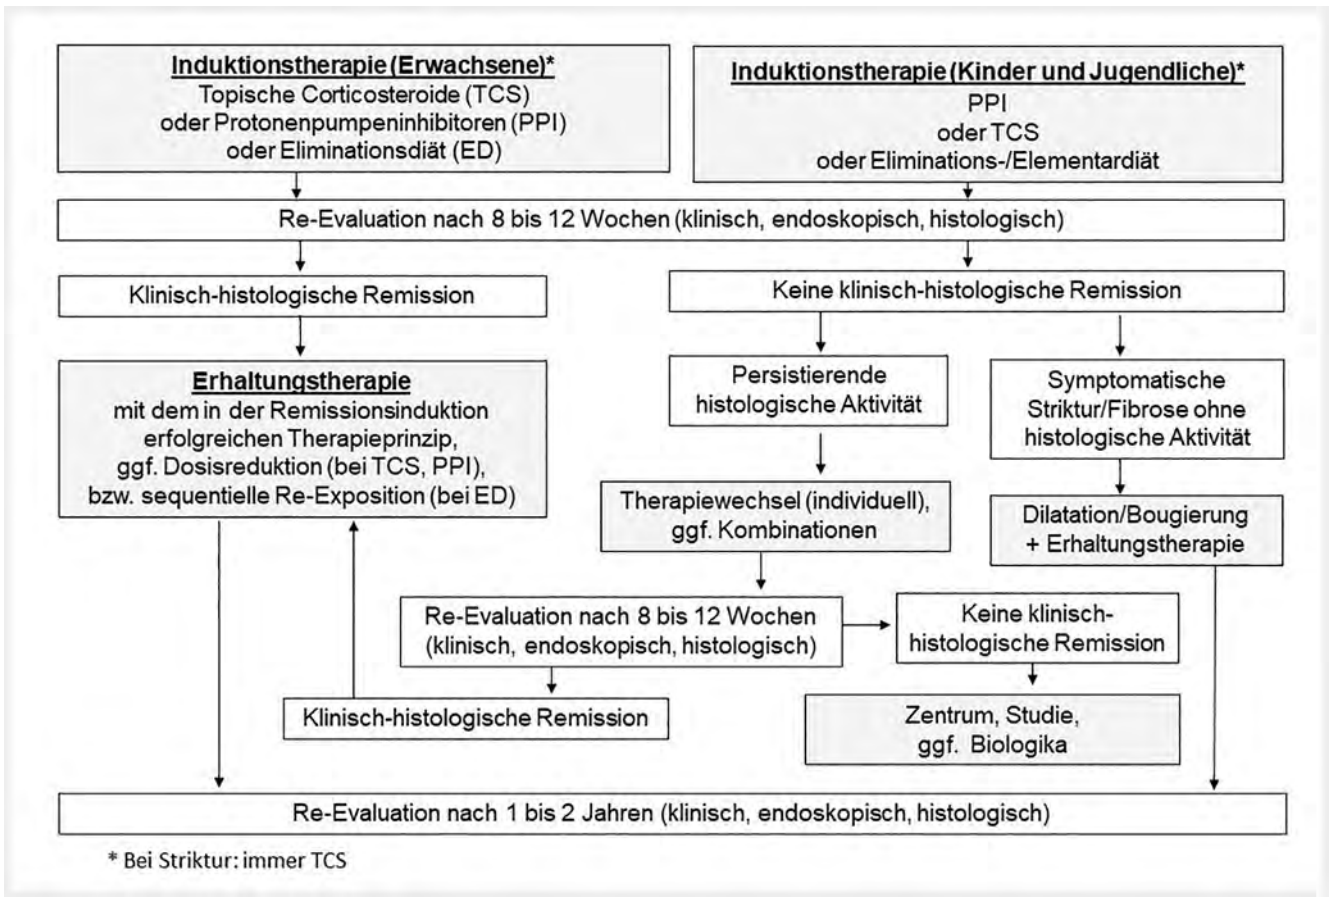 Induktionstherapie (Erwachsene)*
Topische Corticosteroide (TCS)
oder Protonenpumpeninhibitoren (PPI)
oder Eliminationsdiät (ED)
Induktionstherapie (Kinder und Jugendliche)*
PPI
oder TCS
oder Eliminations-/Elementardiät
Re-Evaluation nach 8 bis 12 Wochen (klinisch, endoskopisch, histologisch)
Klinisch-histologische Remission
Keine klinisch-histologische Remission
Erhaltungstherapie
mit dem in der Remissionsinduktion
erfolgreichen Therapieprinzip,
ggf. Dosisreduktion (bei TCS, PPI),
bzw. sequentielle Re-Exposition (bei ED)
Persistierende
histologische Aktivität
Symptomatische
Striktur/Fibrose ohne
histologische Aktivität
Therapiewechsel (individuell),
ggf. Kombinationen
Dilatation/Bougierung
+ Erhaltungstherapie
Re-Evaluation nach 8 bis 12 Wochen
(klinisch, endoskopisch, histologisch)
Keine klinisch-
histologische Remission
Klinisch-histologische Remission
Zentrum, Studie,
ggf. Biologika
Re-Evaluation nach 1 bis 2 Jahren (klinisch, endoskopisch, histologisch)
* Bei Striktur: immer TCS